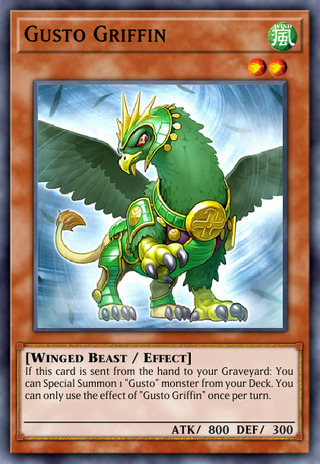 Gusto Griffin
WIND
風
[Winged Beast / Effect]
If this card is sent from the hand to your Graveyard: You
can Special Summon 1 "Gusto" monster from your Deck. You
can only use the effect of "Gusto Griffin" once per turn.
ATK/ 800 DEF/ 300